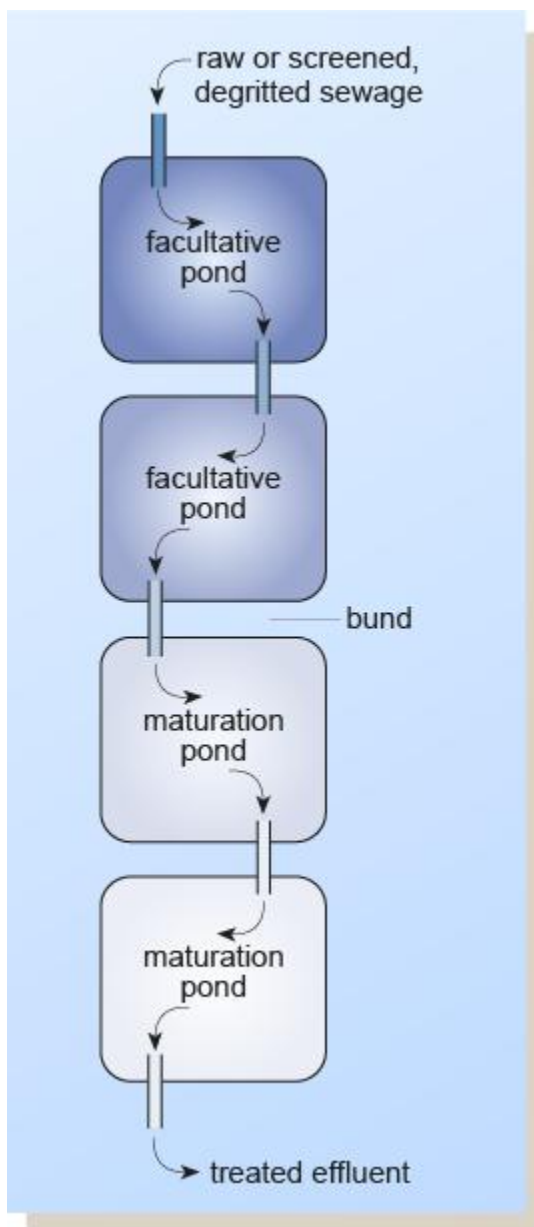 raw or screened,
degritted sewage
facultative
pond
facultative
pond
bund
maturation
pond
maturation
pond
treated effluent